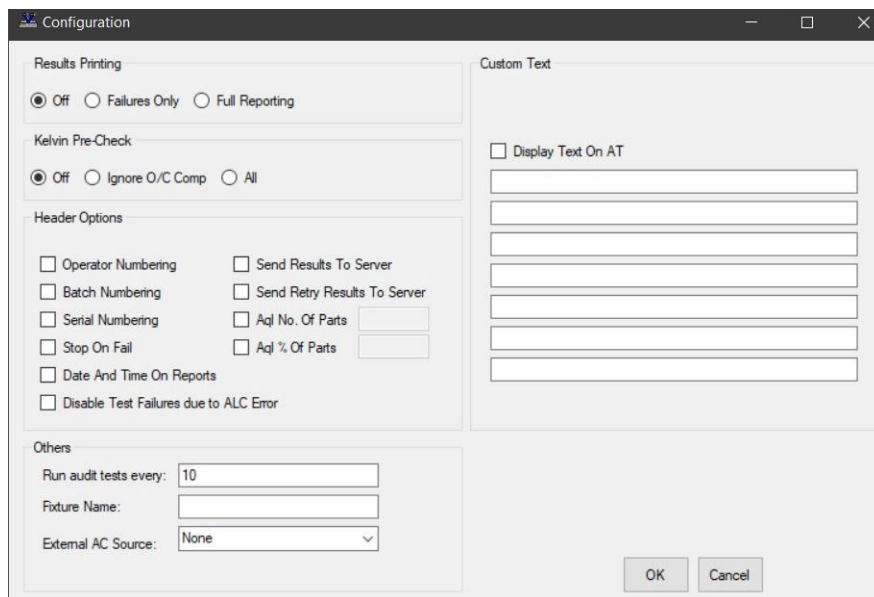 Configuration
Results Printing
Off Failures Only Full Reporting
Kelvin Pre-Check
Off Ignore O/C Comp All
Header Options
Operator Numbering Send Results To Server
Batch Numbering Send Retry Results To Server
Serial Numbering Aql No. Of Parts
Stop On Fail Aql % Of Parts
Date And Time On Reports
Disable Test Failures due to ALC Error
Others
Run audit tests every: 10
Fixture Name:
External AC Source: None
Custom Text
Display Text On AT
OK Cancel